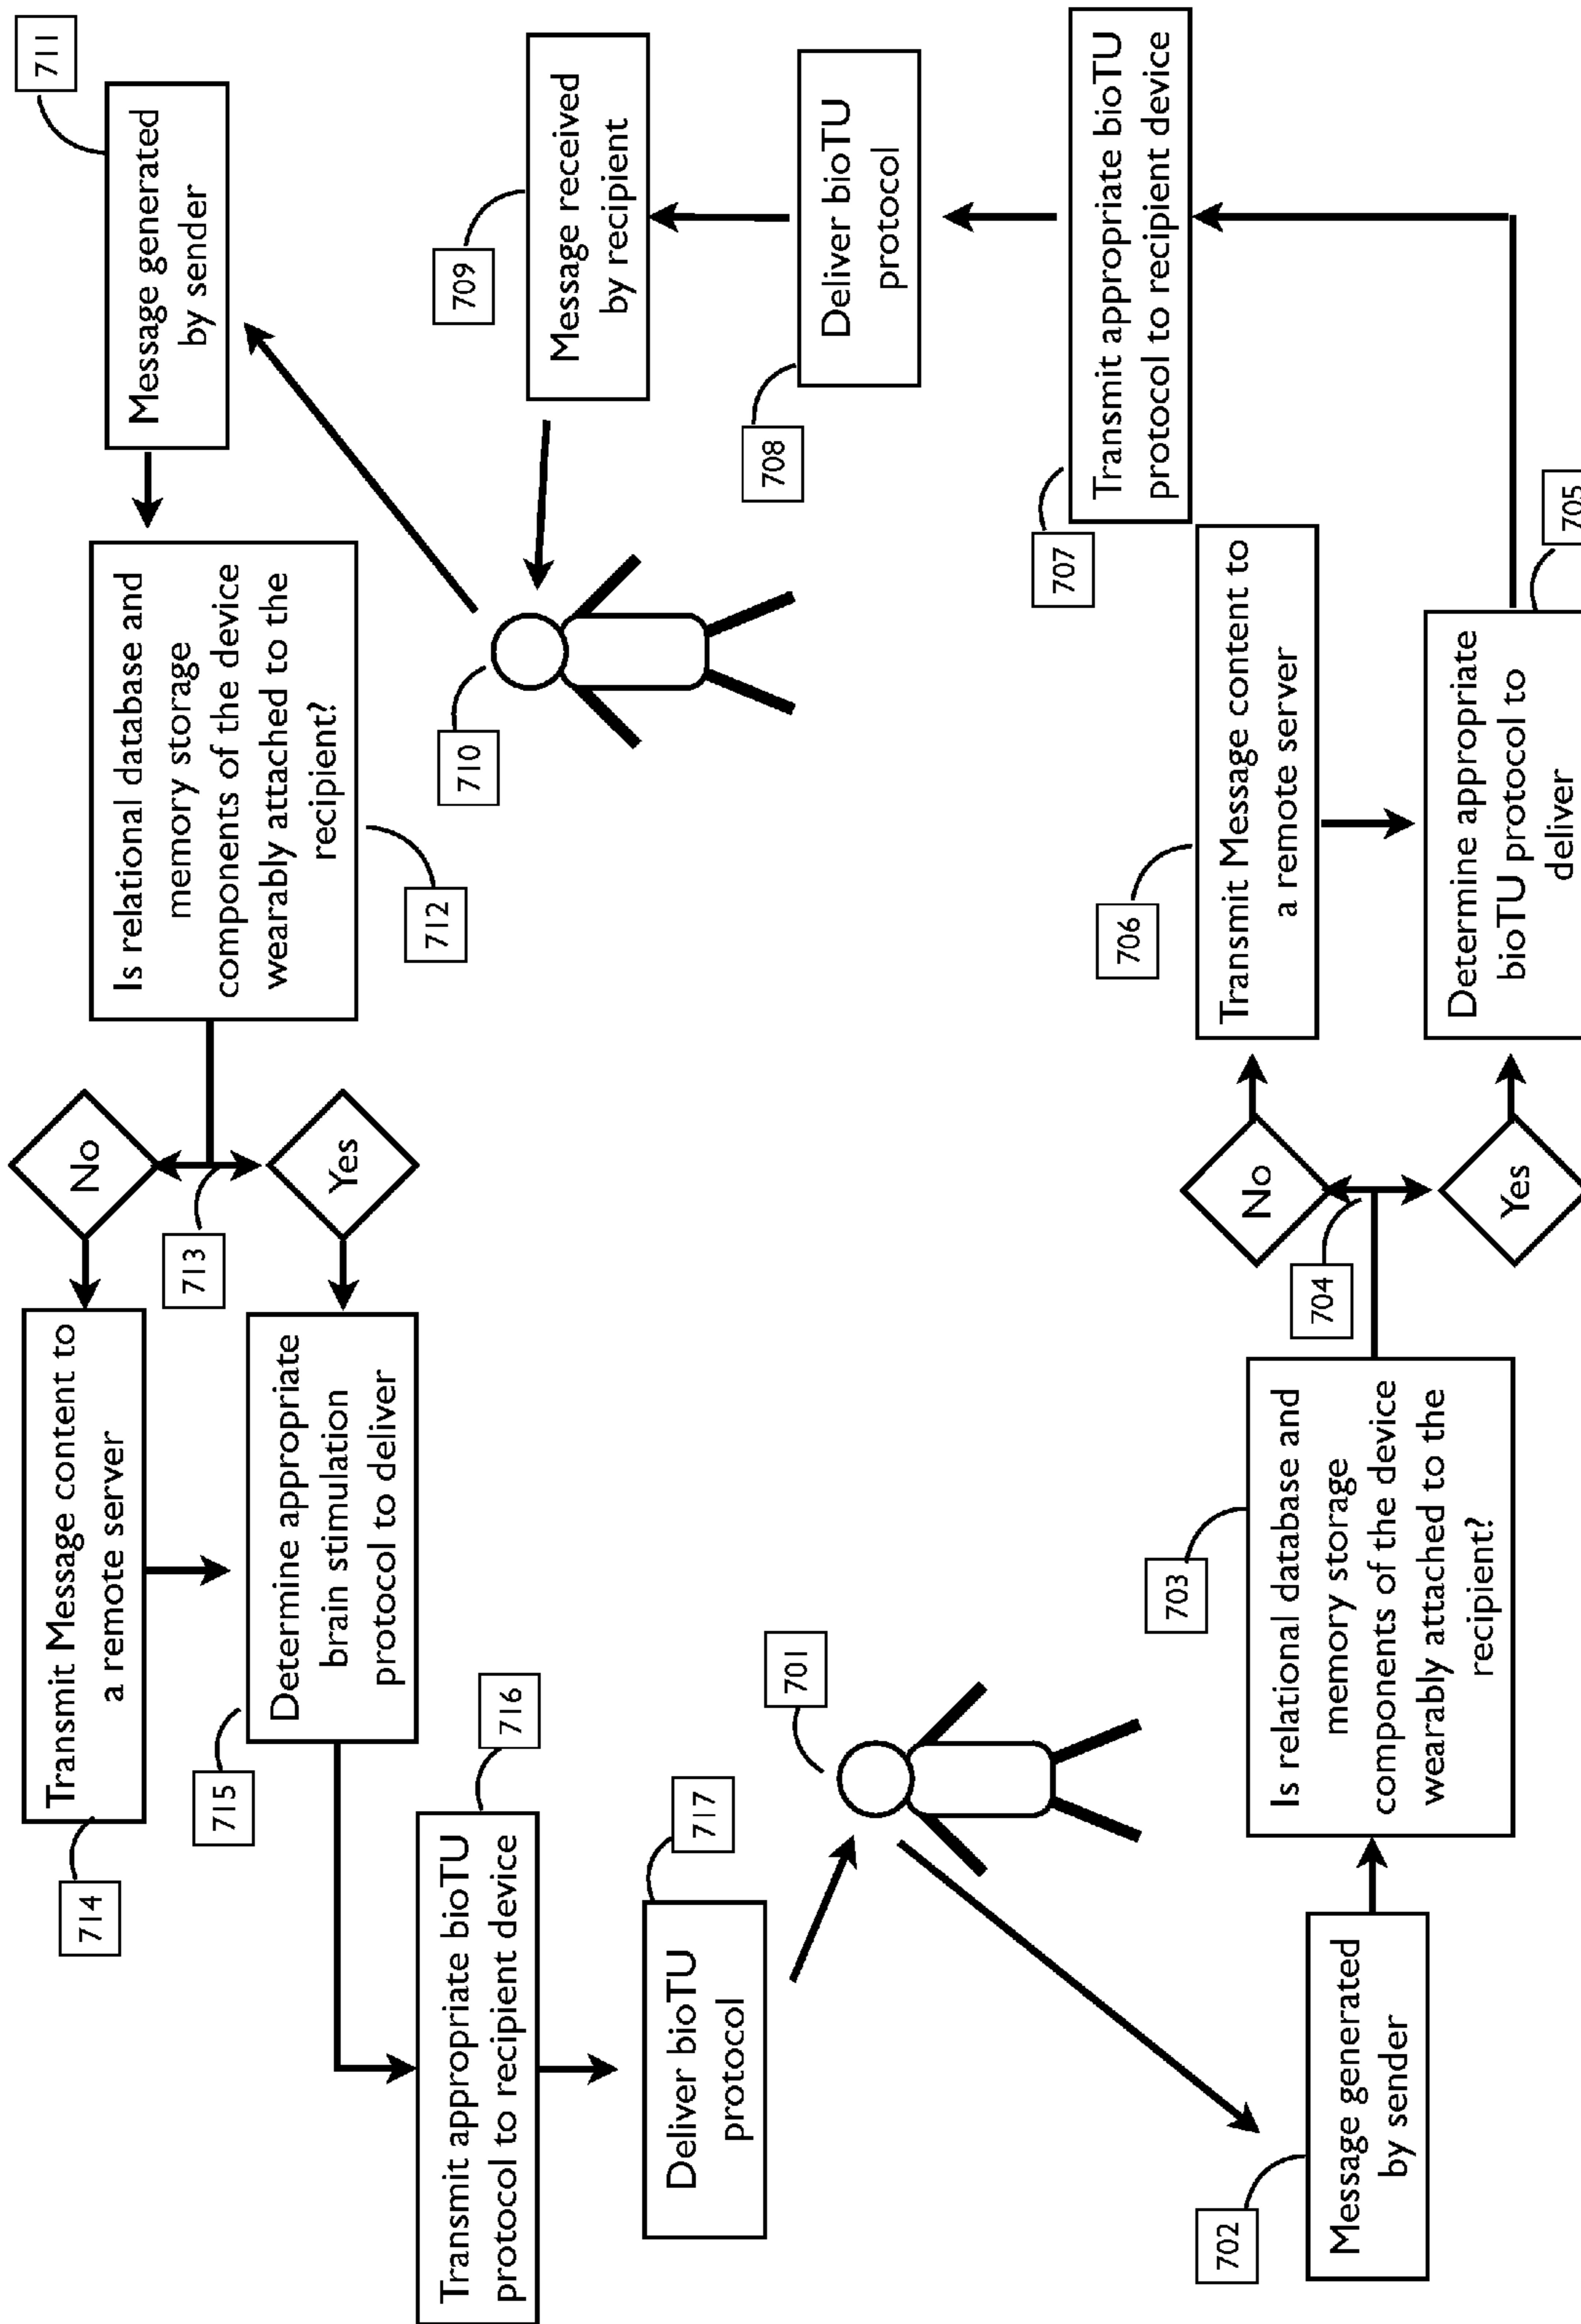 711
Message generated
by sender
Is relational database and
memory storage
components of the device
wearably attached to the
recipient?
712
No
Yes
713
Transmit Message content to
a remote server
714
Determine appropriate
brain stimulation
protocol to deliver
715
Transmit appropriate bioTU
protocol to recipient device
716
Deliver bioTU
protocol
717
701
Message generated
by sender
702
Is relational database and
memory storage
components of the device
wearably attached to the
recipient?
703
No
Yes
704
Transmit Message content to
a remote server
706
Determine appropriate
bioTU protocol to
deliver
705
Transmit appropriate bioTU
protocol to recipient device
707
Deliver bioTU
protocol
708
Message received
by recipient
709
710